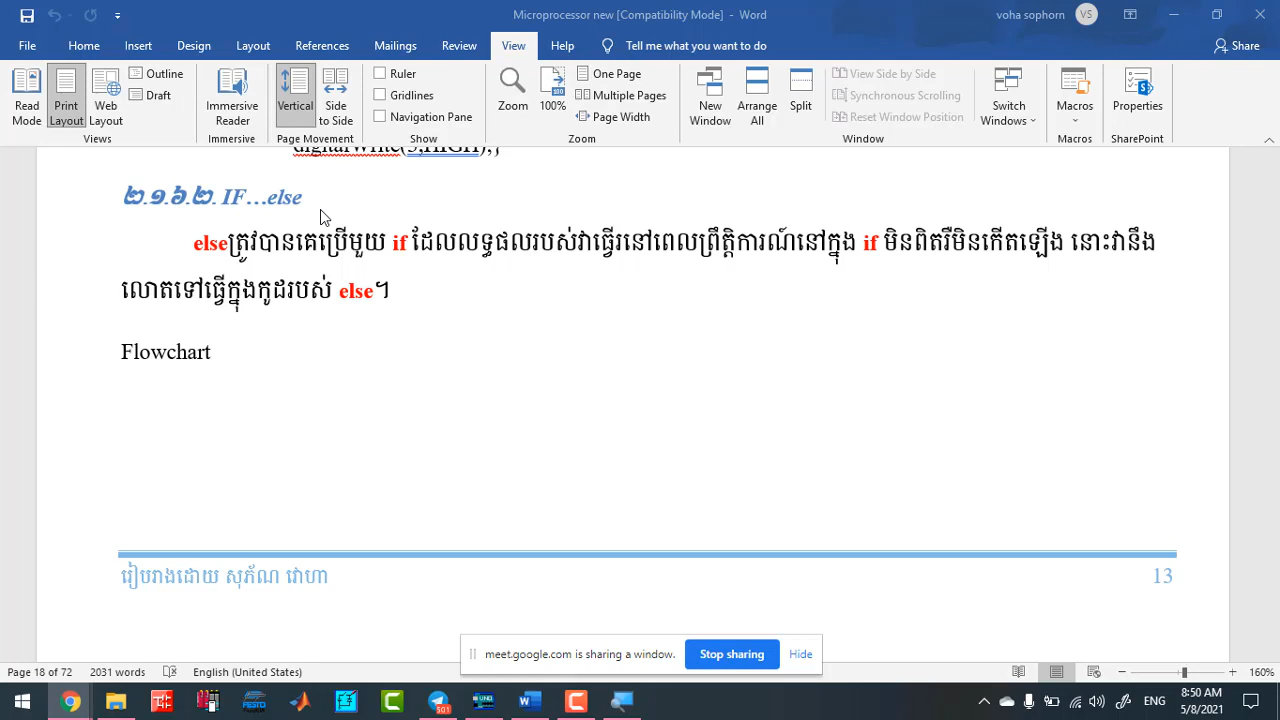 Microprocessor new [Compatibility Mode] - Word
voha sophorn
VS
File Home Insert Design Layout References Mailings Review View Help Tell me what you want to do Share
Read Mode
Print Layout
Web Layout
Outline
Draft
Views
Immersive Reader
Immersive
Vertical
Side to Side
Page Movement
Ruler
Gridlines
Navigation Pane
Show
Zoom
100%
One Page
Multiple Pages
Page Width
Zoom
New Window
Arrange All
Split
View Side by Side
Synchronous Scrolling
Reset Window Position
Window
Switch Windows
Macros
Macros
Properties
SharePoint
digitalWrite(3,HIGH);}
២.១.៦.២. IF…else
elseត្រូវបានគេប្រើមួយ if ដែលលទ្ធផលរបស់វាធ្វើរនៅពេលព្រឹត្តិការណ៍នៅក្នុង if មិនពិតរឺមិនកើតឡើង នោះវានឹង
លោតទៅធ្វើក្នុងកូដរបស់ else។
Flowchart
រៀបរាងដោយ សុភ័ណ វោហា 13
meet.google.com is sharing a window. Stop sharing Hide
Page 18 of 72 2031 words English (United States) 160%
501
ENG
8:50 AM
5/8/2021